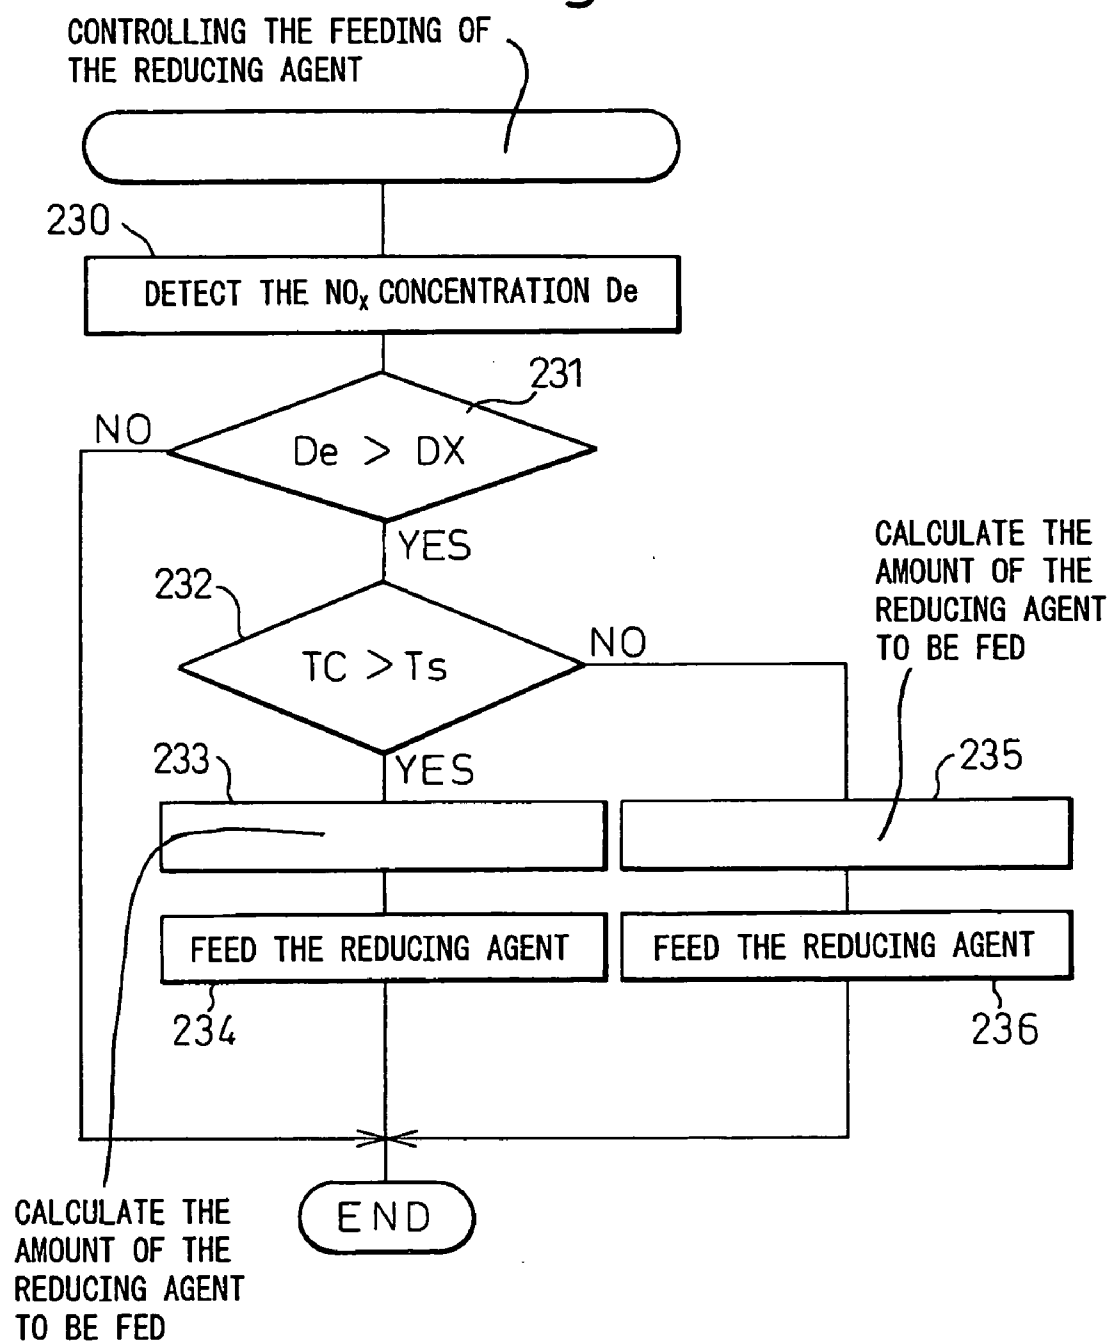 CONTROLLING THE FEEDING OF
THE REDUCING AGENT
230
DETECT THE NOx CONCENTRATION De
231
NO
De > DX
YES
232
TC > Ts
NO
CALCULATE THE
AMOUNT OF THE
REDUCING AGENT
TO BE FED
YES
233
235
FEED THE REDUCING AGENT
FEED THE REDUCING AGENT
234
236
END
CALCULATE THE
AMOUNT OF THE
REDUCING AGENT
TO BE FED